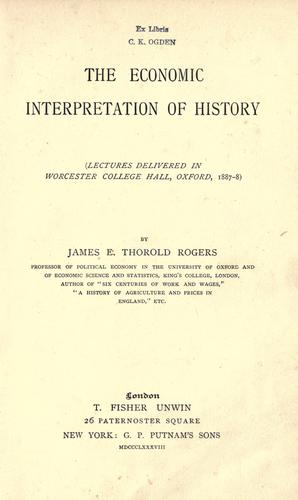 Ex Libris
C. K. OGDEN
THE ECONOMIC
INTERPRETATION OF HISTORY
(LECTURES DELIVERED IN
WORCESTER COLLEGE HALL, OXFORD, 1887-8)
BY
JAMES E. THOROLD ROGERS
PROFESSOR OF POLITICAL ECONOMY IN THE UNIVERSITY OF OXFORD AND
OF ECONOMIC SCIENCE AND STATISTICS, KING'S COLLEGE, LONDON,
AUTHOR OF "SIX CENTURIES OF WORK AND WAGES,"
"A HISTORY OF AGRICULTURE AND PRICES IN
ENGLAND," ETC.
London
T. FISHER UNWIN
26 PATERNOSTER SQUARE
NEW YORK: G. P. PUTNAM'S SONS
MDCCCLXXXVIII